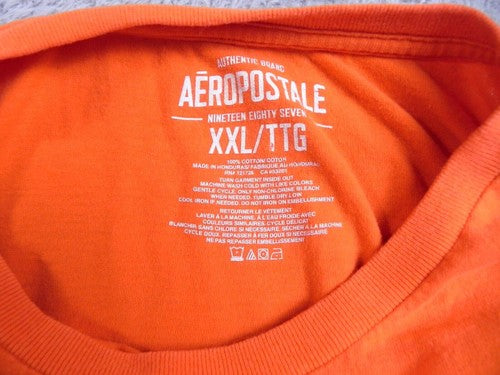 AUTHENTIC BRAND
AÉROPOSTALE
NINETEEN EIGHTY SEVEN
XXL/TTG
100% COTTON/COTON
MADE IN HONDURAS/FABRIQUÉ AU HONDURAS
TURN GARMENT INSIDE OUT
MACHINE WASH COLD WITH LIKE COLORS
GENTLE CYCLE; ONLY NON-CHLORINE BLEACH
WHEN NEEDED. TUMBLE DRY LOW
COOL IRON IF NEEDED. DO NOT IRON ON EMBELLISHMENT
RETOURNER LE VÊTEMENT
LAVER À LA MACHINE, À L'EAU FROIDE AVEC
COULEURS SIMILAIRES. CYCLE DÉLICAT
BLANCHIR SANS CHLORE SI NÉCESSAIRE. SÉCHER À LA MACHINE
CYCLE DOUX. REPASSER À FER DOUX SI NÉCESSAIRE
NE PAS REPASSER EMBELLISSEMENT